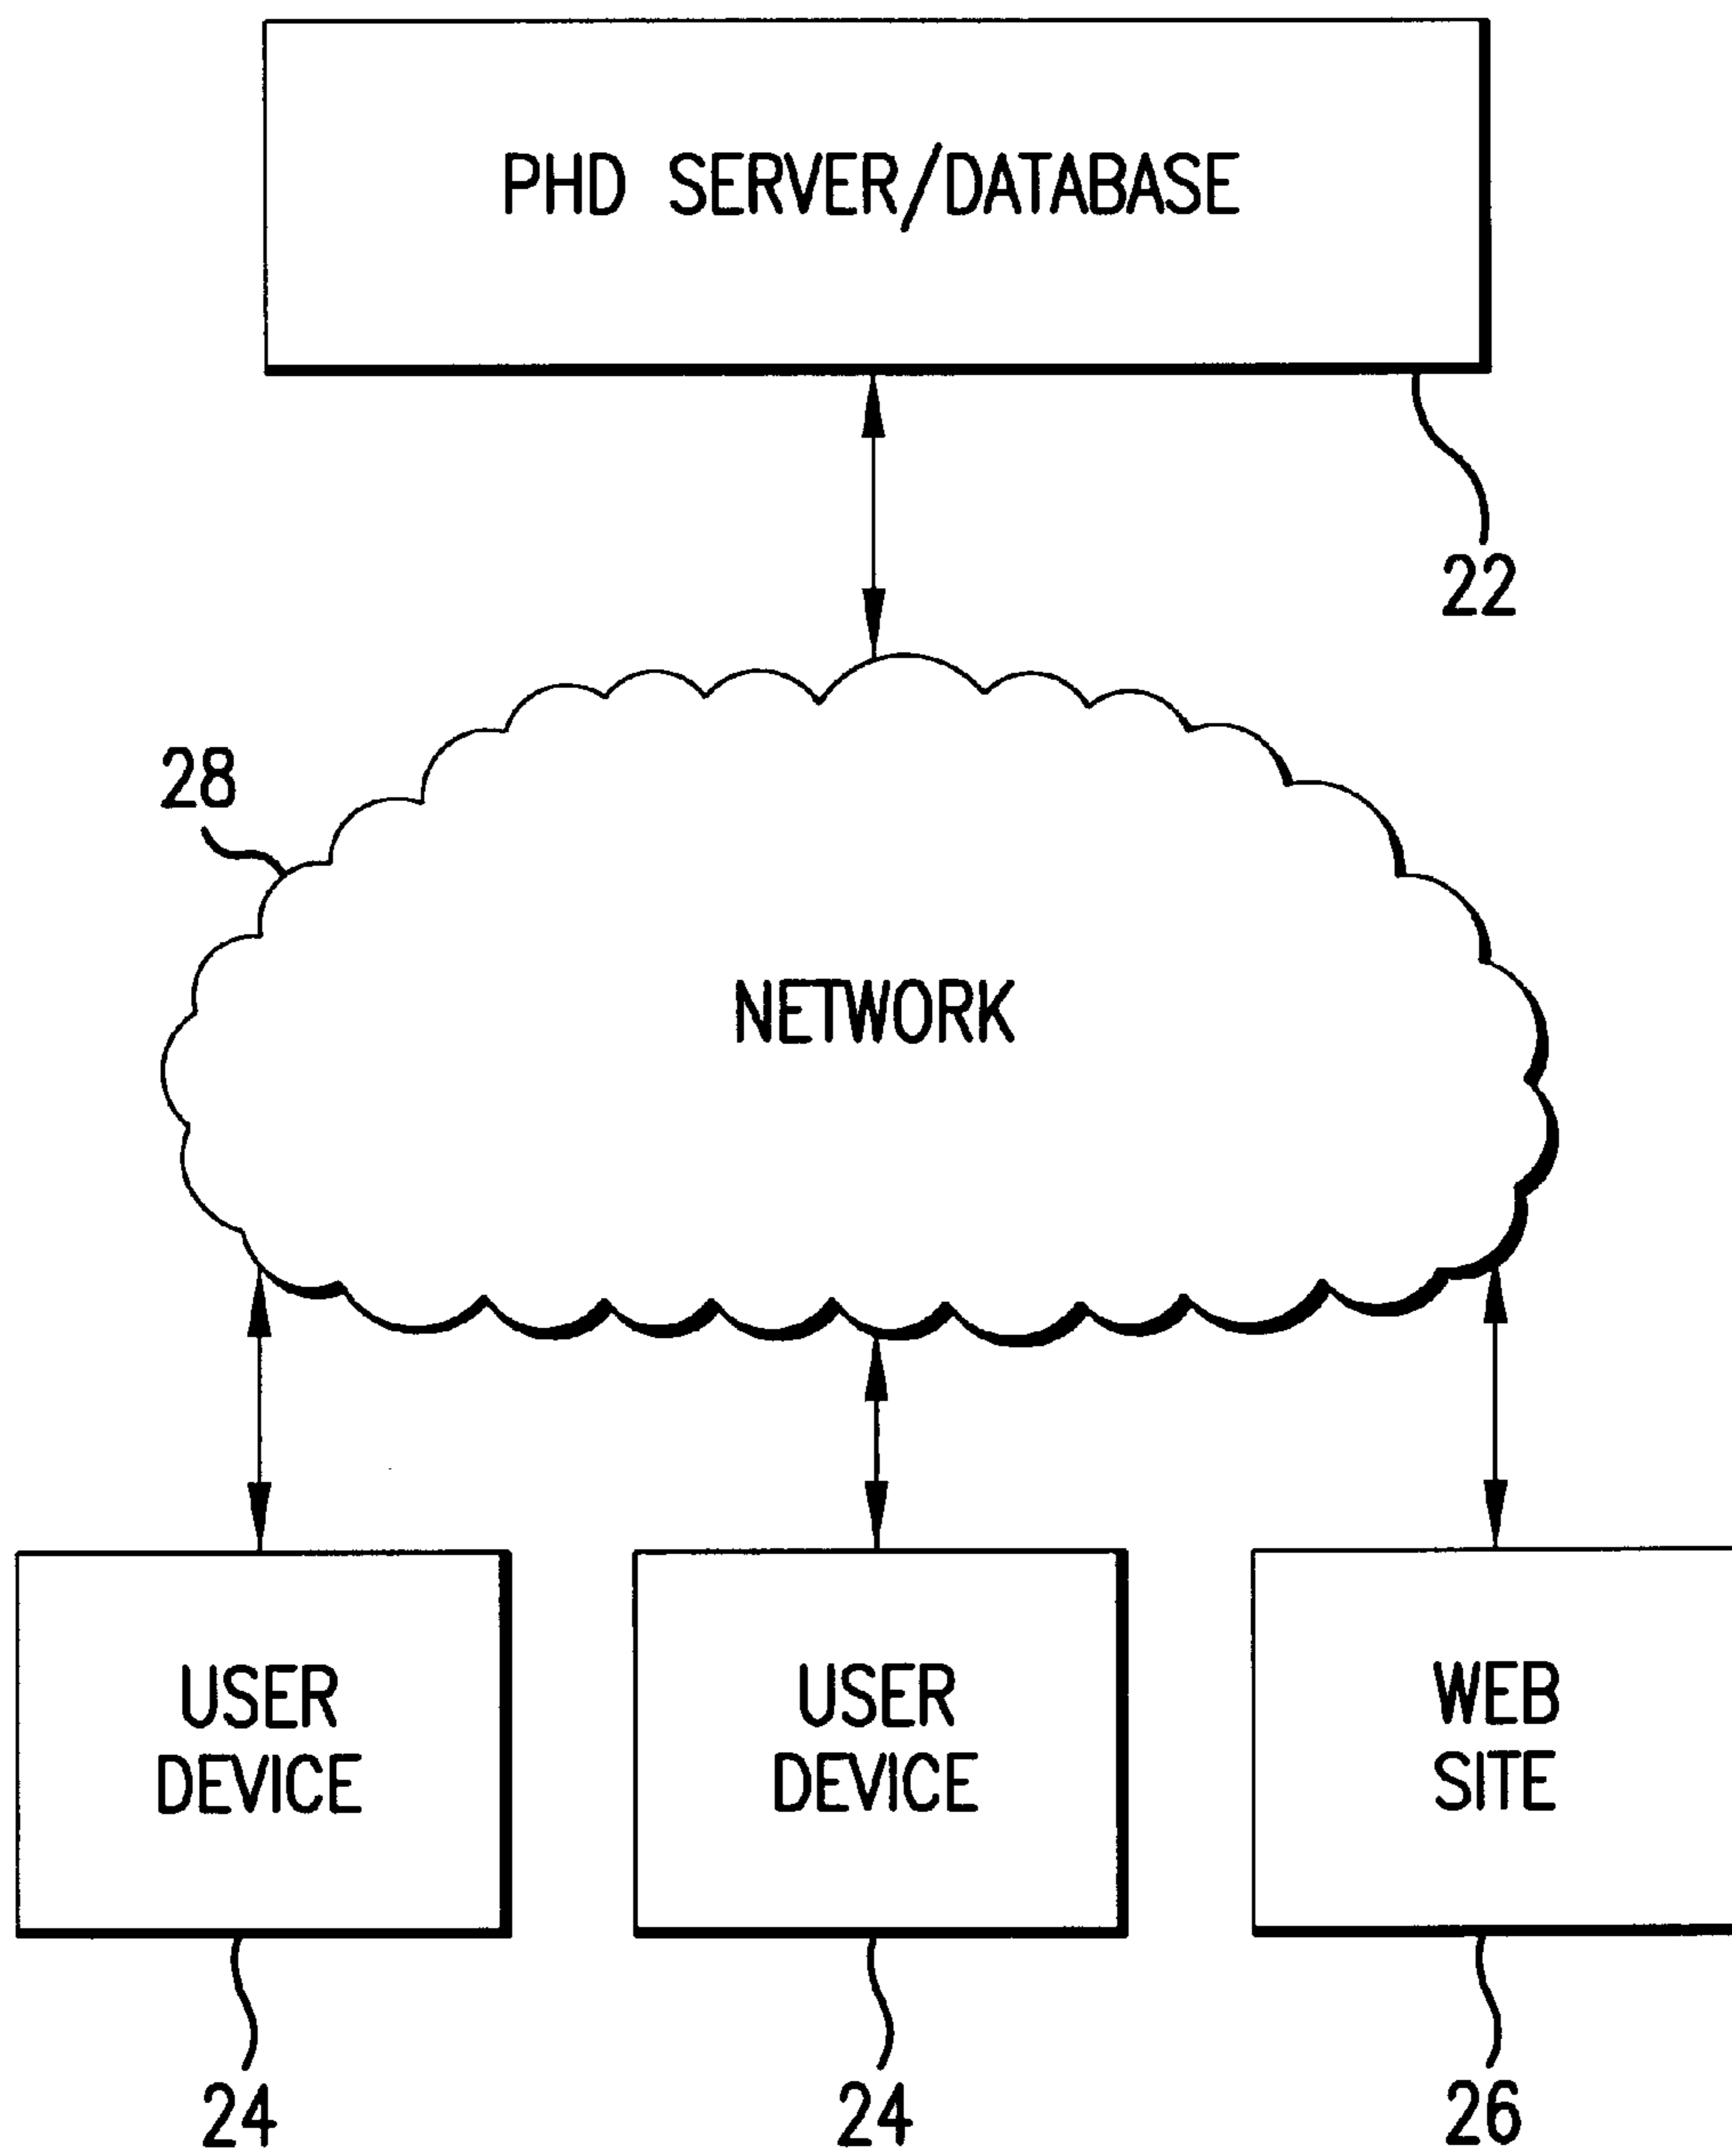 PHD SERVER/DATABASE
22
28
NETWORK
USER
DEVICE
USER
DEVICE
WEB
SITE
24
24
26